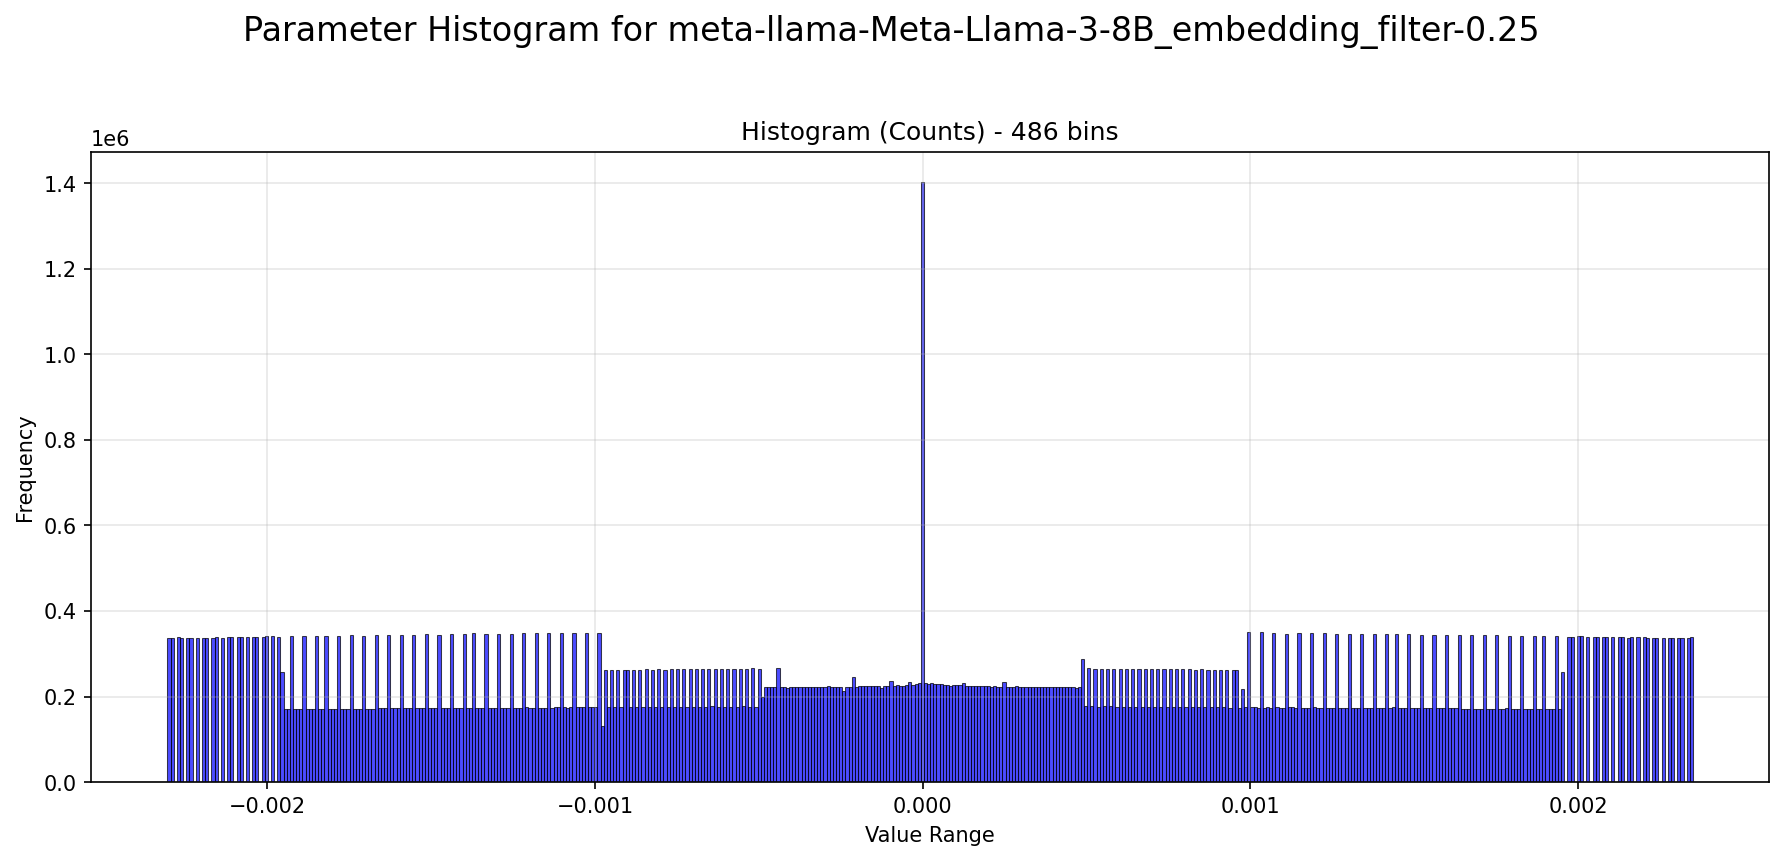 Parameter Histogram for meta-llama-Meta-Llama-3-8B_embedding_filter-0.25
Histogram (Counts) - 486 bins
1e6
1.4
1.2
1.0
0.8
0.6
0.4
0.2
0.0
Frequency
−0.002
−0.001
0.000
0.001
0.002
Value Range